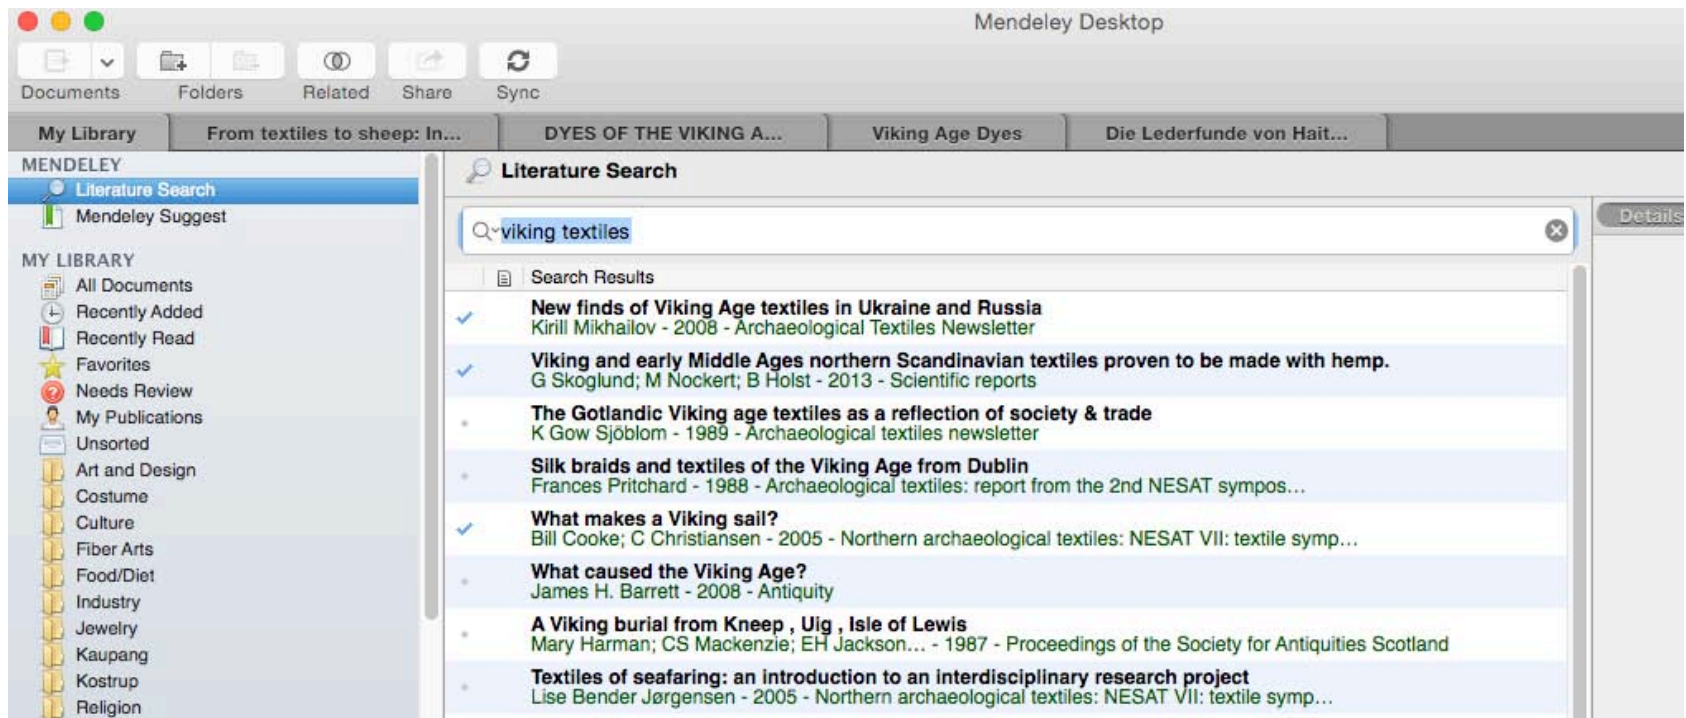 Mendeley Desktop
Documents Folders Related Share Sync
My Library From textiles to sheep: In... DYES OF THE VIKING A... Viking Age Dyes Die Lederfunde von Hait...
MENDELEY
Literature Search
Mendeley Suggest
MY LIBRARY
All Documents
Recently Added
Recently Read
Favorites
Needs Review
My Publications
Unsorted
Art and Design
Costume
Culture
Fiber Arts
Food/Diet
Industry
Jewelry
Kaupang
Kostrup
Religion
Literature Search
viking textiles
Search Results
New finds of Viking Age textiles in Ukraine and Russia
Kirill Mikhailov - 2008 - Archaeological Textiles Newsletter
Viking and early Middle Ages northern Scandinavian textiles proven to be made with hemp.
G Skoglund; M Nockert; B Holst - 2013 - Scientific reports
The Gotlandic Viking age textiles as a reflection of society & trade
K Gow Sjöblom - 1989 - Archaeological textiles newsletter
Silk braids and textiles of the Viking Age from Dublin
Frances Pritchard - 1988 - Archaeological textiles: report from the 2nd NESAT sympos...
What makes a Viking sail?
Bill Cooke; C Christiansen - 2005 - Northern archaeological textiles: NESAT VII: textile symp...
What caused the Viking Age?
James H. Barrett - 2008 - Antiquity
A Viking burial from Kneep , Uig , Isle of Lewis
Mary Harman; CS Mackenzie; EH Jackson... - 1987 - Proceedings of the Society for Antiquities Scotland
Textiles of seafaring: an introduction to an interdisciplinary research project
Lise Bender Jørgensen - 2005 - Northern archaeological textiles: NESAT VII: textile symp...
Details